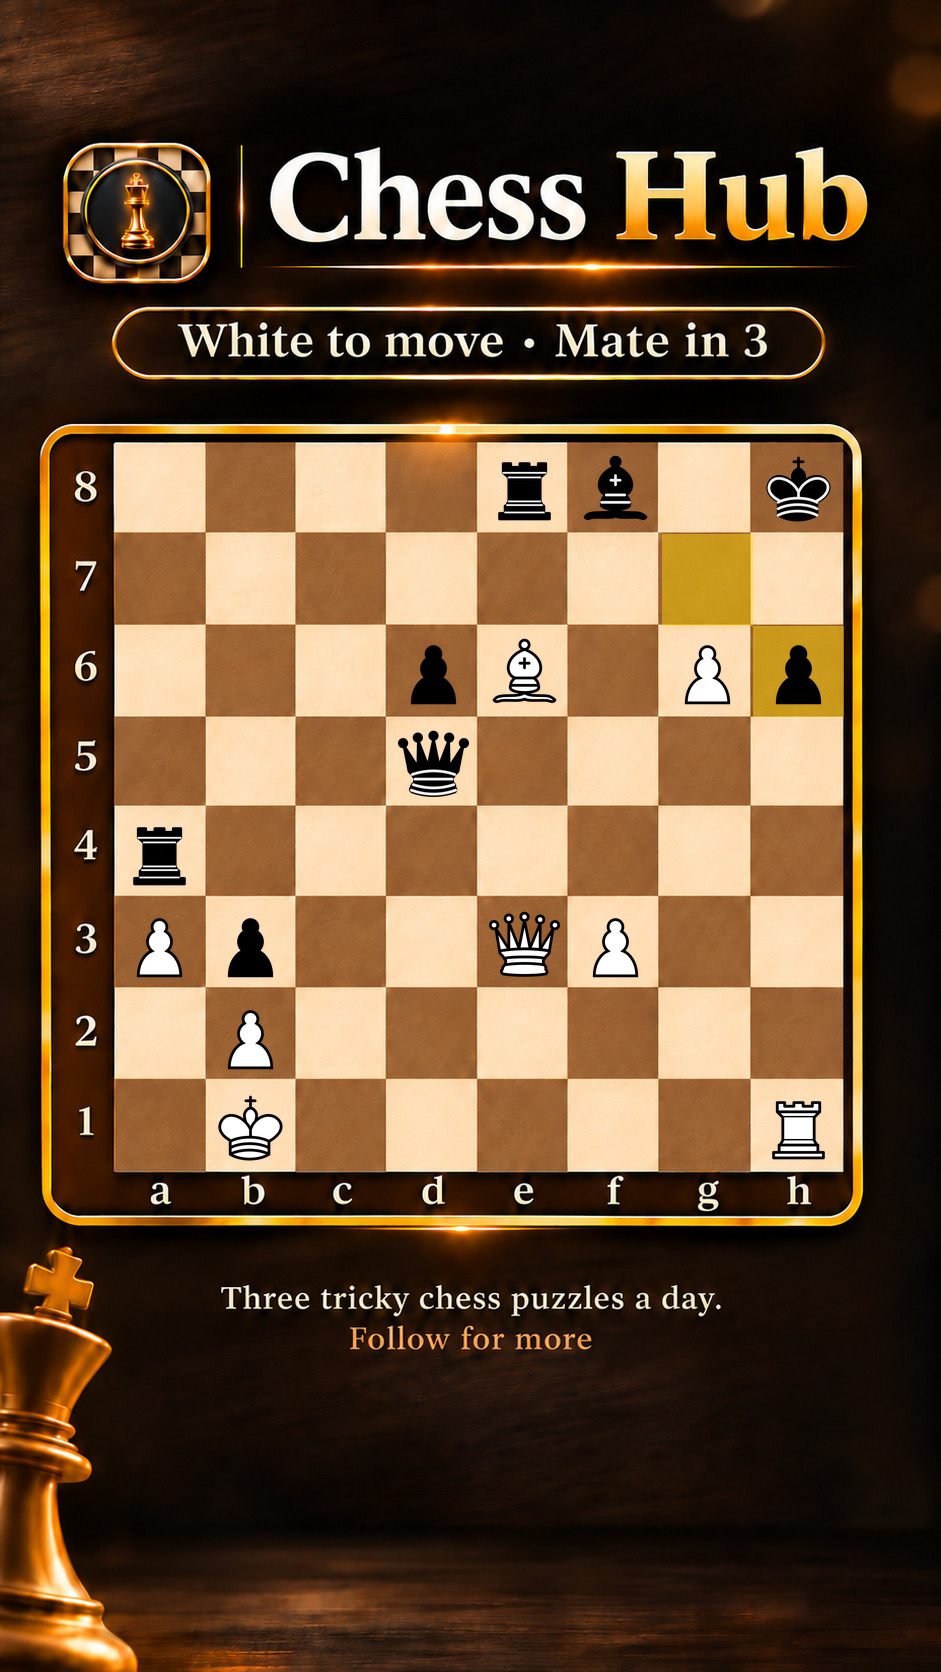 Chess Hub
White to move • Mate in 3
8
7
6
5
4
3
2
1
a b c d e f g h
Three tricky chess puzzles a day.
Follow for more